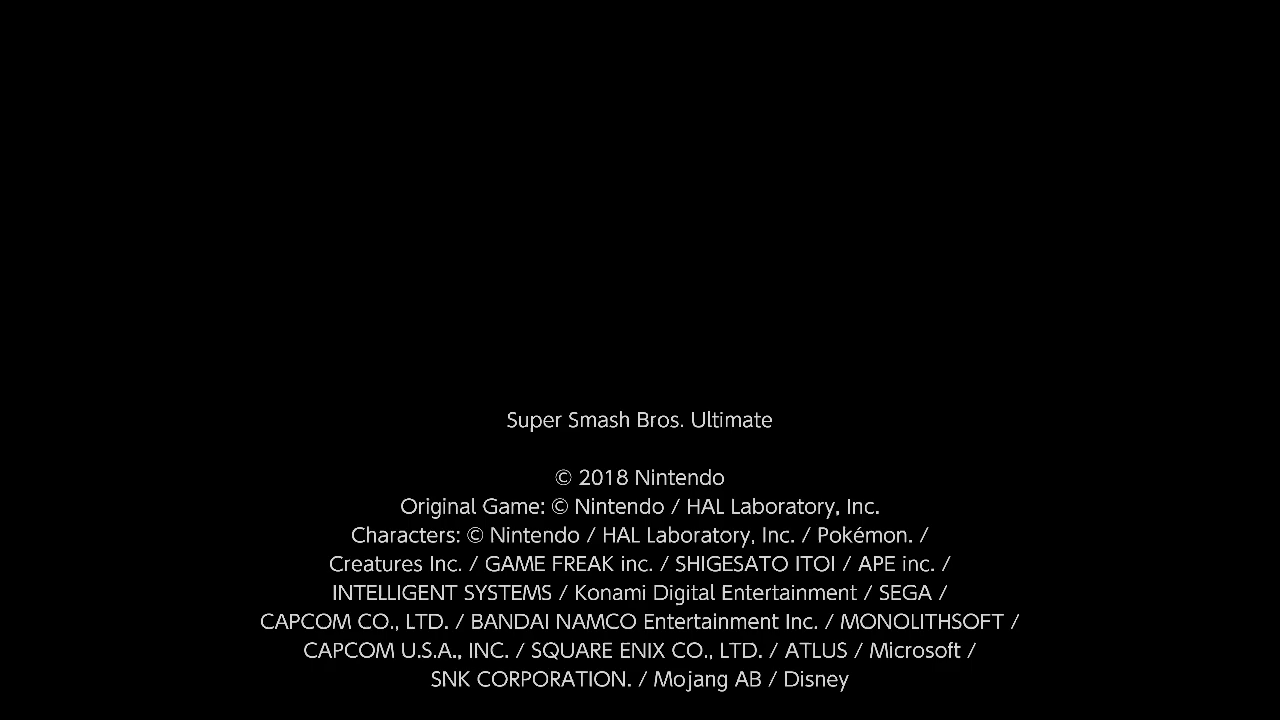 Super Smash Bros. Ultimate
© 2018 Nintendo
Original Game: © Nintendo / HAL Laboratory, Inc.
Characters: © Nintendo / HAL Laboratory, Inc. / Pokémon. /
Creatures Inc. / GAME FREAK inc. / SHIGESATO ITOI / APE inc. /
INTELLIGENT SYSTEMS / Konami Digital Entertainment / SEGA /
CAPCOM CO., LTD. / BANDAI NAMCO Entertainment Inc. / MONOLITHSOFT /
CAPCOM U.S.A., INC. / SQUARE ENIX CO., LTD. / ATLUS / Microsoft /
SNK CORPORATION. / Mojang AB / Disney